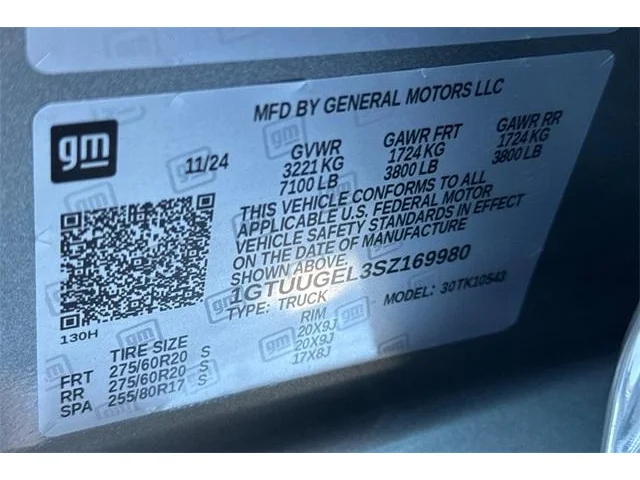 MFD BY GENERAL MOTORS LLC
gm
11/24
GVWR GAWR FRT GAWR RR
3221 KG 1724 KG 1724 KG
7100 LB 3800 LB 3800 LB
THIS VEHICLE CONFORMS TO ALL
APPLICABLE U.S. FEDERAL MOTOR
VEHICLE SAFETY STANDARDS IN EFFECT
ON THE DATE OF MANUFACTURE
SHOWN ABOVE.
1GTUUGEL3SZ169980
TYPE: TRUCK MODEL: 30TK10543
130H
TIRE SIZE RIM
FRT 275/60R20 S 20X9J
RR 275/60R20 S 20X9J
SPA 255/80R17 S 17X8J